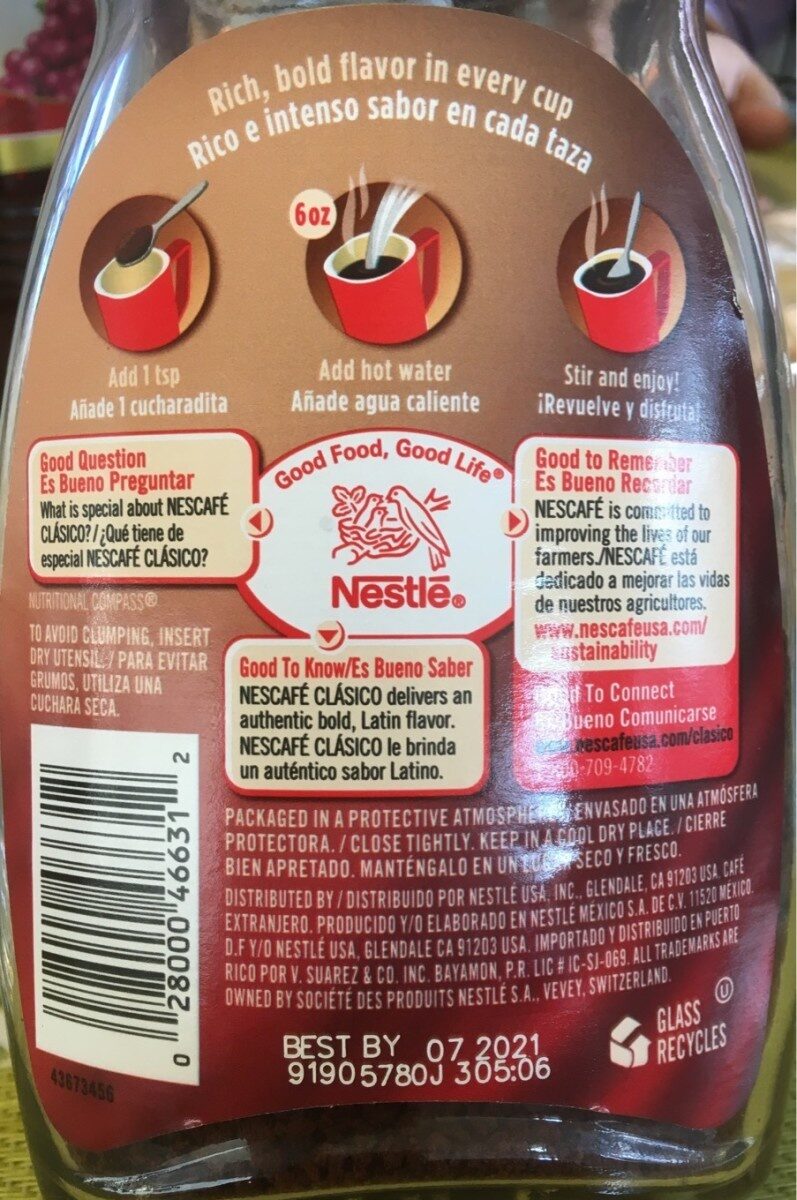 Rich, bold flavor in every cup
Rico e intenso sabor en cada taza
6oz
Add 1 tsp
Añade 1 cucharadita
Add hot water
Añade agua caliente
Stir and enjoy!
¡Revuelve y disfruta!
Good Question
Es Bueno Preguntar
What is special about NESCAFÉ
CLÁSICO?/¿Qué tiene de
especial NESCAFÉ CLÁSICO?
NUTRITIONAL COMPASS®
TO AVOID CLUMPING, INSERT
DRY UTENSIL./ PARA EVITAR
GRUMOS, UTILIZA UNA
CUCHARA SECA.
Good Food, Good Life®
Nestlé®
Good To Know/Es Bueno Saber
NESCAFÉ CLÁSICO delivers an
authentic bold, Latin flavor.
NESCAFÉ CLÁSICO le brinda
un auténtico sabor Latino.
Good to Remember
Es Bueno Recordar
NESCAFÉ is committed to
improving the lives of our
farmers./NESCAFÉ está
dedicado a mejorar las vidas
de nuestros agricultores.
www.nescafeusa.com/
sustainability
To Connect
Bueno Comunicarse
nescafeusa.com/clasico
709-4782
PACKAGED IN A PROTECTIVE ATMOSPHERE ENVASADO EN UNA ATMÓSFERA
PROTECTORA. / CLOSE TIGHTLY. KEEP IN A COOL DRY PLACE. / CIERRE
BIEN APRETADO. MANTÉNGALO EN UN SECO Y FRESCO.
DISTRIBUTED BY / DISTRIBUIDO POR NESTLÉ USA, INC., GLENDALE, CA 91203 USA. CAFÉ
EXTRANJERO. PRODUCIDO Y/O ELABORADO EN NESTLÉ MÉXICO S.A. DE C.V. 11520 MÉXICO.
D.F Y/O NESTLÉ USA, GLENDALE CA 91203 USA. IMPORTADO Y DISTRIBUIDO EN PUERTO
RICO POR V. SUAREZ & CO. INC. BAYAMON, P.R. LIC # IC-SJ-069. ALL TRADEMARKS ARE
OWNED BY SOCIÉTÉ DES PRODUITS NESTLÉ S.A., VEVEY, SWITZERLAND.
U
GLASS
RECYCLES
BEST BY 07 2021
91905780J 305:06
0 28000 46631 2
43673456